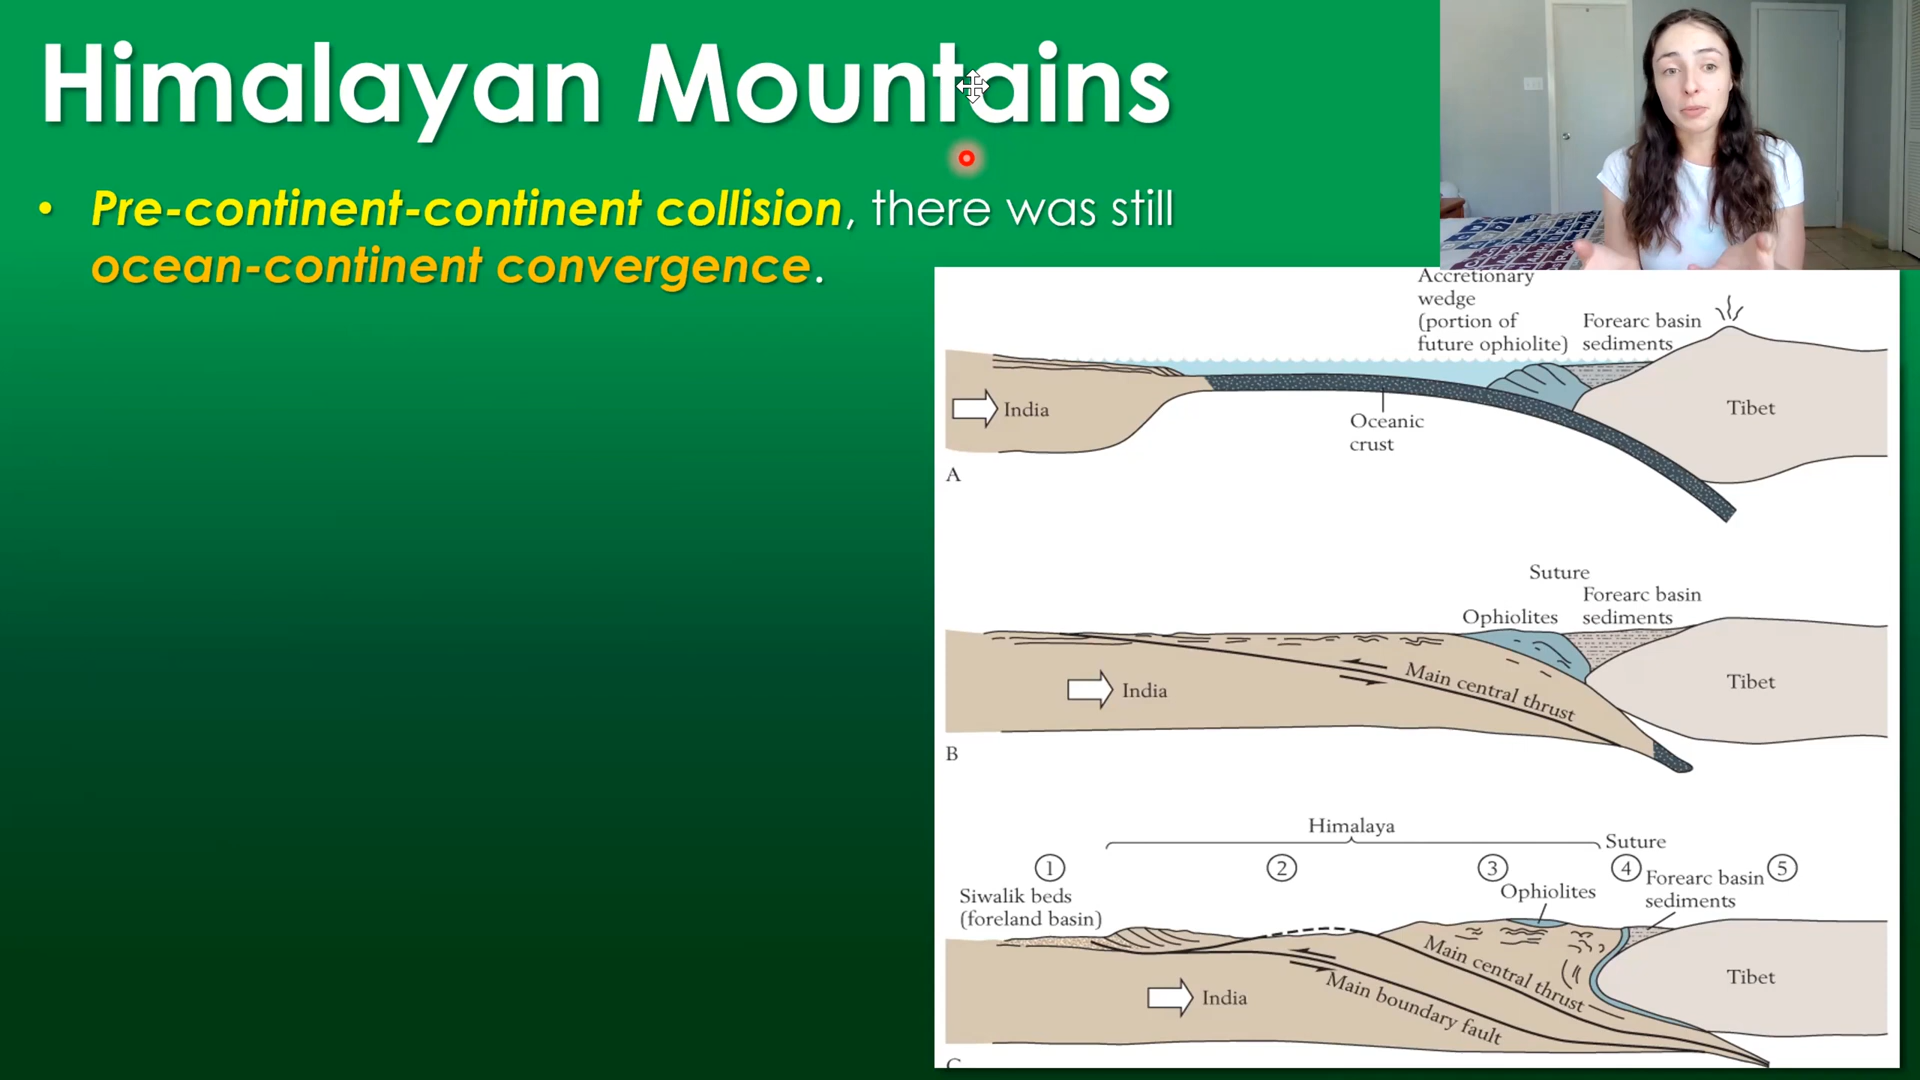 Himalayan Mountains
• Pre-continent-continent collision, there was still
ocean-continent convergence.
Accretionary
wedge
(portion of
future ophiolite)
Forearc basin
sediments
India
Oceanic
crust
Tibet
A
Suture
Ophiolites
Forearc basin
sediments
Main central thrust
India
Tibet
B
Himalaya
Suture
1
2
3
4
5
Siwalik beds
(foreland basin)
Ophiolites
Forearc basin
sediments
Main central thrust
Main boundary fault
India
Tibet
C